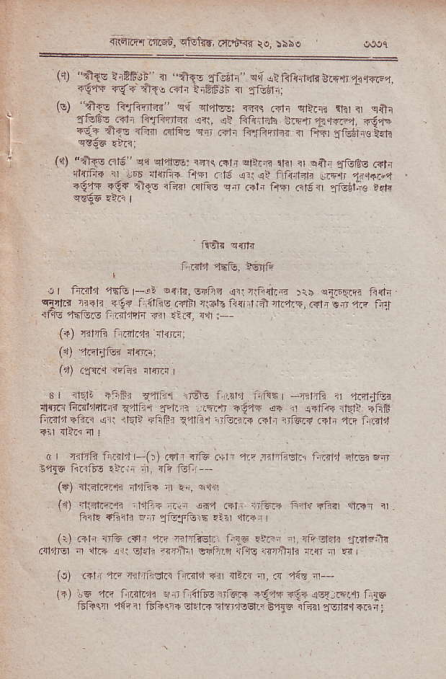 বাংলাদেশ গেজেট, অতিরিক্ত, সেপ্টেম্বর ২৩, ১৯৯৩ ৩৩৩৭
(ণ) “স্বীকৃত ইনষ্টিটিউট” বা “স্বীকৃত প্রতিষ্ঠান” অর্থ এই বিধিমালার উদ্দেশ্য পূরণকল্পে,
কর্তৃপক্ষ কর্তৃক স্বীকৃত কোন ইনষ্টিটিউট বা প্রতিষ্ঠান;
(ত) “স্বীকৃত বিশ্ববিদ্যালয়” অর্থ আপাততঃ বলবৎ কোন আইনের দ্বারা বা অধীন
প্রতিষ্ঠিত কোন বিশ্ববিদ্যালয় এবং, এই বিধিমালার উদ্দেশ্য পূরণকল্পে, কর্তৃপক্ষ
কর্তৃক স্বীকৃত বলিয়া ঘোষিত অন্য কোন বিশ্ববিদ্যালয় বা শিক্ষা প্রতিষ্ঠানও ইহার
অন্তর্ভুক্ত হইবে;
(থ) “স্বীকৃত বোর্ড” অর্থ আপাততঃ বলবৎ কোন আইনের দ্বারা বা অধীন প্রতিষ্ঠিত কোন
মাধ্যমিক বা উচ্চ মাধ্যমিক শিক্ষা বোর্ড এবং এই বিধিমালার উদ্দেশ্য পূরণকল্পে
কর্তৃপক্ষ কর্তৃক স্বীকৃত বলিয়া ঘোষিত অন্য কোন শিক্ষা বোর্ড বা প্রতিষ্ঠানও ইহার
অন্তর্ভুক্ত হইবে।
দ্বিতীয় অধ্যায়
নিয়োগ পদ্ধতি, ইত্যাদি
৩। নিয়োগ পদ্ধতি।—এই অধ্যায়, তফসিল এবং সংবিধানের ১২৯ অনুচ্ছেদের বিধান
অনুসারে সরকার কর্তৃক নির্ধারিত কোটা সংক্রান্ত বিধানাবলী সাপেক্ষে, কোন শূন্য পদে নিম্ন
বর্ণিত পদ্ধতিতে নিয়োগদান করা হইবে, যথা:—
(ক) সরাসরি নিয়োগের মাধ্যমে;
(খ) পদোন্নতির মাধ্যমে;
(গ) প্রেষণে বদলির মাধ্যমে।
৪। বাছাই কমিটির সুপারিশ ব্যতীত নিয়োগ নিষিদ্ধ। —সরাসরি বা পদোন্নতির
মাধ্যমে নিয়োগদানের সুপারিশ প্রদানের উদ্দেশ্যে কর্তৃপক্ষ এক বা একাধিক বাছাই কমিটি
নিয়োগ করিবে এবং বাছাই কমিটির সুপারিশ ব্যতিরেকে কোন ব্যক্তিকে কোন পদে নিয়োগ
করা যাইবে না।
৫। সরাসরি নিয়োগ।—(১) কোন ব্যক্তি কোন পদে সরাসরিভাবে নিয়োগ লাভের জন্য
উপযুক্ত বিবেচিত হইবেন না, যদি তিনি—
(ক) বাংলাদেশের নাগরিক না হন, অথবা
(খ) বাংলাদেশের নাগরিক নহেন এরূপ কোন ব্যক্তিকে বিবাহ করিয়া থাকেন বা
বিবাহ করিবার জন্য প্রতিশ্রুতিবদ্ধ হইয়া থাকেন।
(২) কোন ব্যক্তি কোন পদে সরাসরিভাবে নিযুক্ত হইবেন না, যদি তাহার প্রয়োজনীয়
যোগ্যতা না থাকে এবং তাহার বয়সসীমা তফসিলে বর্ণিত বয়সসীমার মধ্যে না হয়।
(৩) কোন পদে সরাসরিভাবে নিয়োগ করা যাইবে না, যে পর্যন্ত না—
(ক) উক্ত পদে নিয়োগের জন্য নির্বাচিত ব্যক্তিকে কর্তৃপক্ষ কর্তৃক এতদুদ্দেশ্যে নিযুক্ত
চিকিৎসা পর্ষদ বা চিকিৎসক তাহাকে স্বাস্থ্যগতভাবে উপযুক্ত বলিয়া প্রত্যায়ণ করেন;